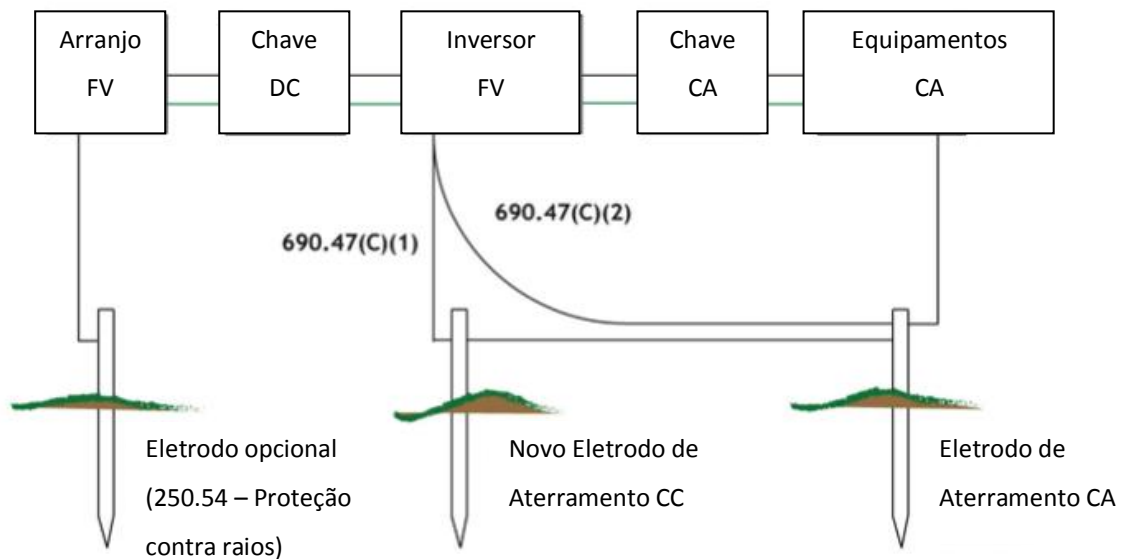 Arranjo
FV
Chave
DC
Inversor
FV
Chave
CA
Equipamentos
CA
690.47(C)(1)
690.47(C)(2)
Eletrodo opcional
(250.54 – Proteção
contra raios)
Novo Eletrodo de
Aterramento CC
Eletrodo de
Aterramento CA